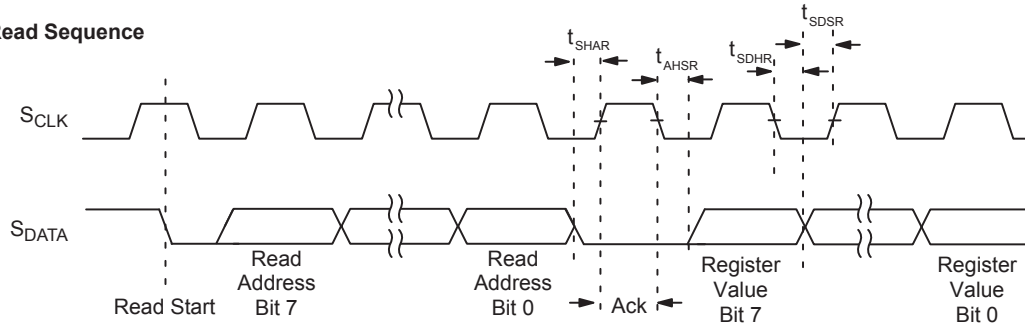 Read Sequence
tSHAR
tAHSR
tSDHR
tSDSR
SCLK
SDATA
Read Start
Read
Address
Bit 7
Read
Address
Bit 0
Ack
Register
Value
Bit 7
Register
Value
Bit 0